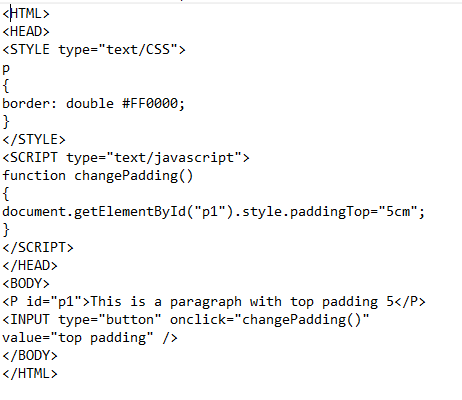 <HTML>
<HEAD>
<STYLE type="text/CSS">
p
{
border: double #FF0000;
}
</STYLE>
<SCRIPT type="text/javascript">
function changePadding()
{
document.getElementById("p1").style.paddingTop="5cm";
}
</SCRIPT>
</HEAD>
<BODY>
<P id="p1">This is a paragraph with top padding 5</P>
<INPUT type="button" onclick="changePadding()"
value="top padding" />
</BODY>
</HTML>